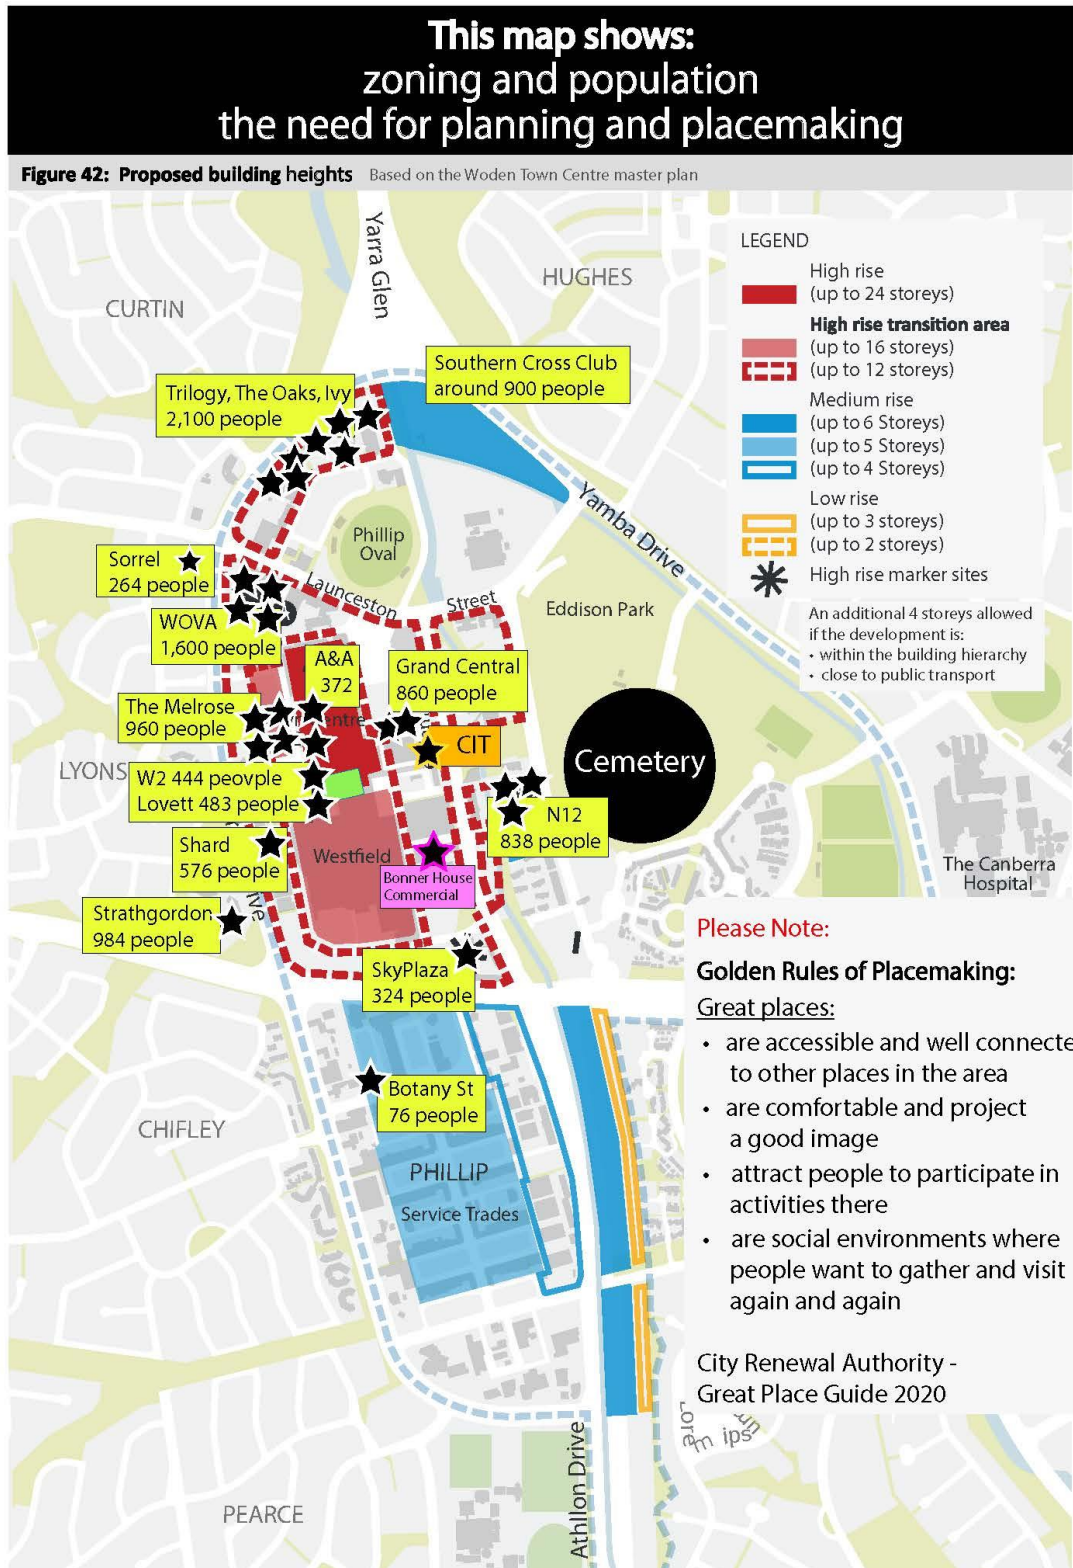 This map shows:
zoning and population
the need for planning and placemaking
Figure 42: Proposed building heights Based on the Woden Town Centre master plan
Yarra Glen
HUGHES
CURTIN
LEGEND
High rise
(up to 24 storeys)
High rise transition area
(up to 16 storeys)
(up to 12 storeys)
Medium rise
(up to 6 Storeys)
(up to 5 Storeys)
(up to 4 Storeys)
Low rise
(up to 3 storeys)
(up to 2 storeys)
High rise marker sites
An additional 4 storeys allowed
if the development is:
• within the building hierarchy
• close to public transport
Southern Cross Club
around 900 people
Trilogy, The Oaks, Ivy
2,100 people
Yamba Drive
Phillip
Oval
Sorrel
264 people
Launceston
Street
Eddison Park
WOVA
1,600 people
A&A
372
Grand Central
860 people
The Melrose
960 people
CIT
Cemetery
LYONS
W2 444 peovple
Lovett 483 people
N12
838 people
Shard
576 people
Westfield
Bonner House
Commercial
The Canberra
Hospital
Strathgordon
984 people
SkyPlaza
324 people
Botany St
76 people
CHIFLEY
PHILLIP
Service Trades
Please Note:
Golden Rules of Placemaking:
Great places:
• are accessible and well connecte
to other places in the area
• are comfortable and project
a good image
• attract people to participate in
activities there
• are social environments where
people want to gather and visit
again and again
City Renewal Authority -
Great Place Guide 2020
Athllon Drive
PEARCE